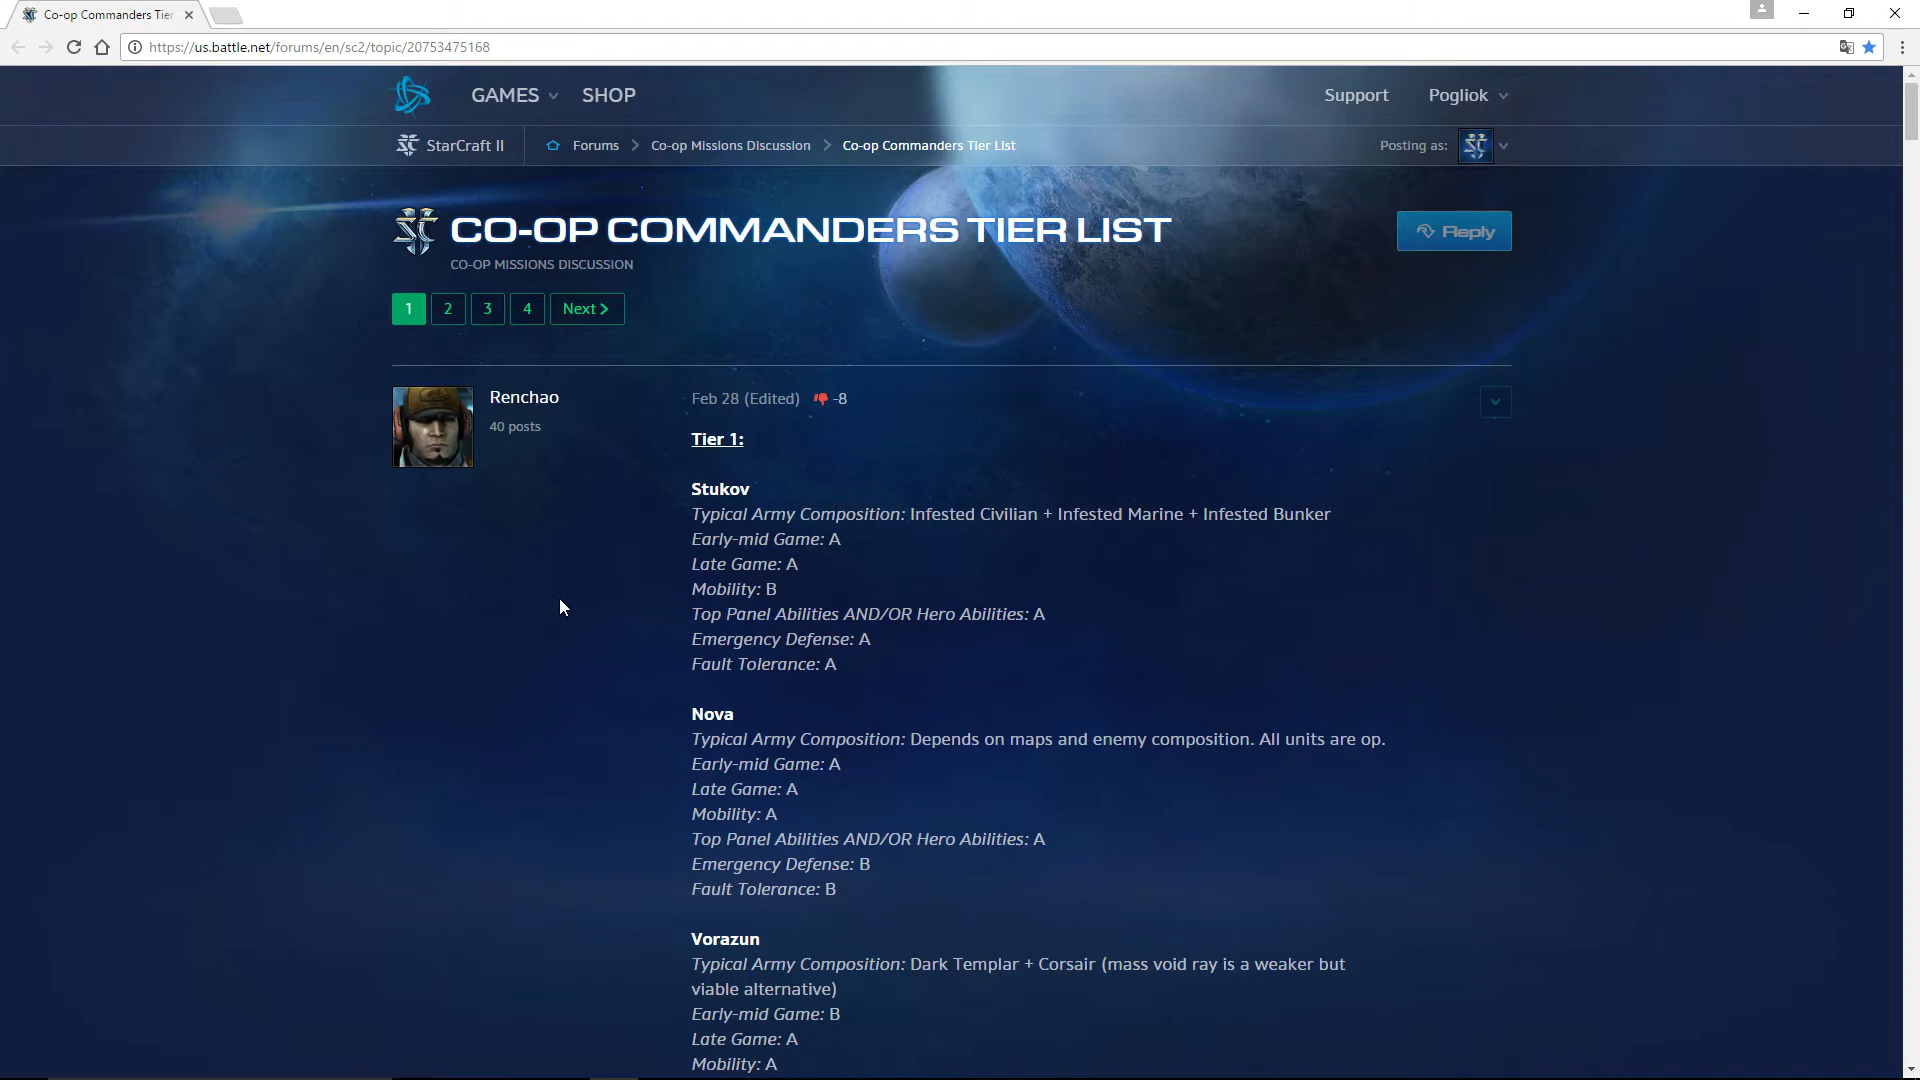 Co-op Commanders Tier
https://us.battle.net/forums/en/sc2/topic/20753475168
GAMES SHOP Support Pogliok
StarCraft II Forums Co-op Missions Discussion Co-op Commanders Tier List Posting as:
CO-OP COMMANDERS TIER LIST
Reply
CO-OP MISSIONS DISCUSSION
1 2 3 4 Next
Renchao
40 posts
Feb 28 (Edited) -8
Tier 1:
Stukov
Typical Army Composition: Infested Civilian + Infested Marine + Infested Bunker
Early-mid Game: A
Late Game: A
Mobility: B
Top Panel Abilities AND/OR Hero Abilities: A
Emergency Defense: A
Fault Tolerance: A
Nova
Typical Army Composition: Depends on maps and enemy composition. All units are op.
Early-mid Game: A
Late Game: A
Mobility: A
Top Panel Abilities AND/OR Hero Abilities: A
Emergency Defense: B
Fault Tolerance: B
Vorazun
Typical Army Composition: Dark Templar + Corsair (mass void ray is a weaker but
viable alternative)
Early-mid Game: B
Late Game: A
Mobility: A